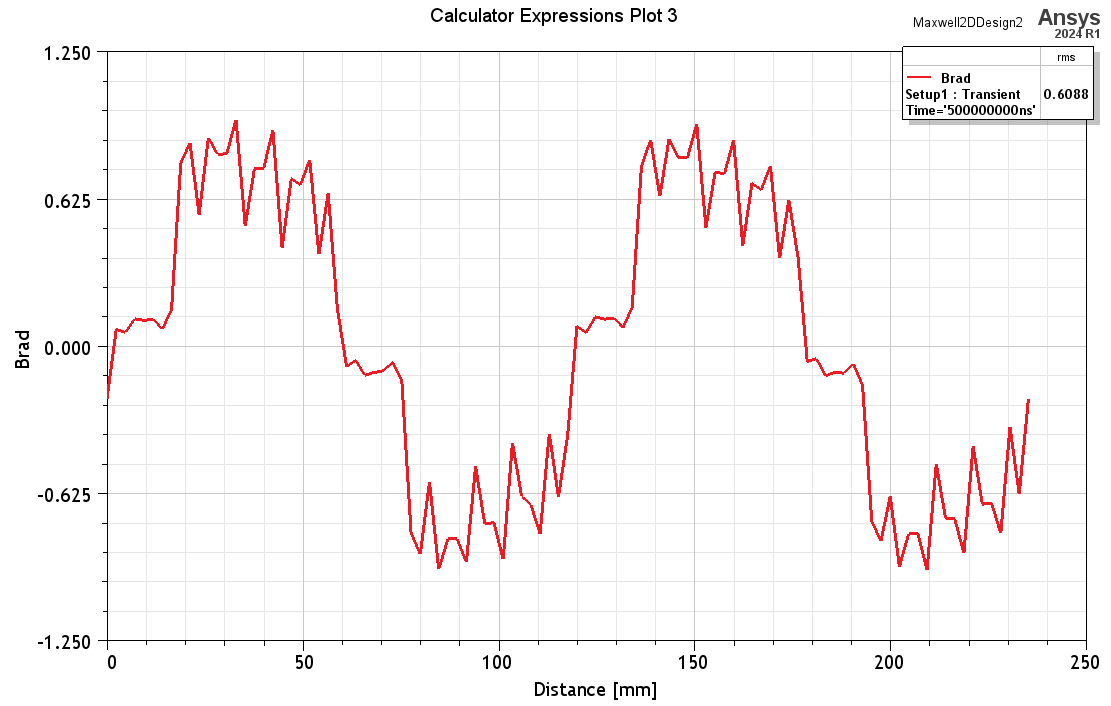 Calculator Expressions Plot 3
Maxwell2DDesign2
Ansys
2024 R1
rms
Brad
Setup1 : Transient
Time='500000000ns'
0.6088
1.250
0.625
0.000
-0.625
-1.250
Brad
0 50 100 150 200 250
Distance [mm]